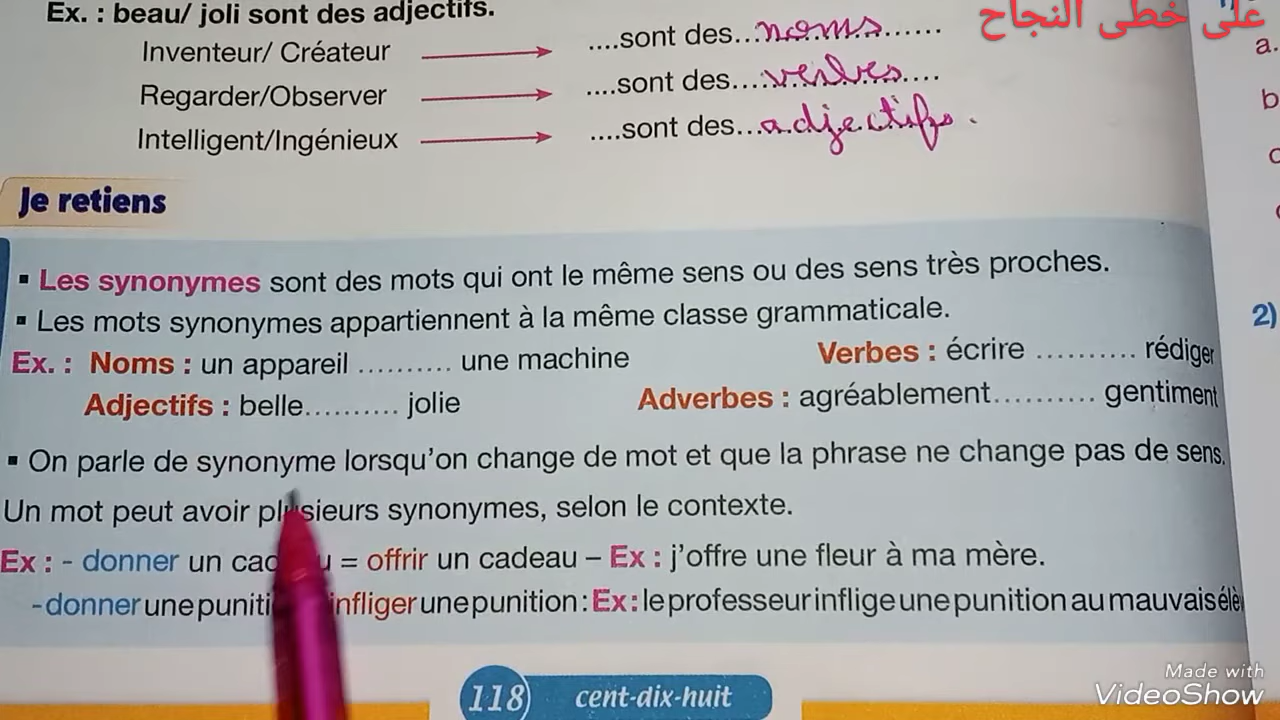 Ex. : beau/ joli sont des adjectifs.
على خطى النجاح
Inventeur/ Créateur ....sont des...noms......
Regarder/Observer ....sont des....verbes....
Intelligent/Ingénieux ....sont des...adjectifs.
Je retiens
▪ Les synonymes sont des mots qui ont le même sens ou des sens très proches.
▪ Les mots synonymes appartiennent à la même classe grammaticale.
Ex. : Noms : un appareil .......... une machine Verbes : écrire .......... rédiger
Adjectifs : belle.......... jolie Adverbes : agréablement.......... gentiment
▪ On parle de synonyme lorsqu'on change de mot et que la phrase ne change pas de sens.
Un mot peut avoir plusieurs synonymes, selon le contexte.
Ex : - donner un cadeau = offrir un cadeau – Ex : j'offre une fleur à ma mère.
-donner une puniti infliger une punition : Ex : le professeur inflige une punition au mauvais élè
118 cent-dix-huit
a.
b
c
2)
Made with
VideoShow